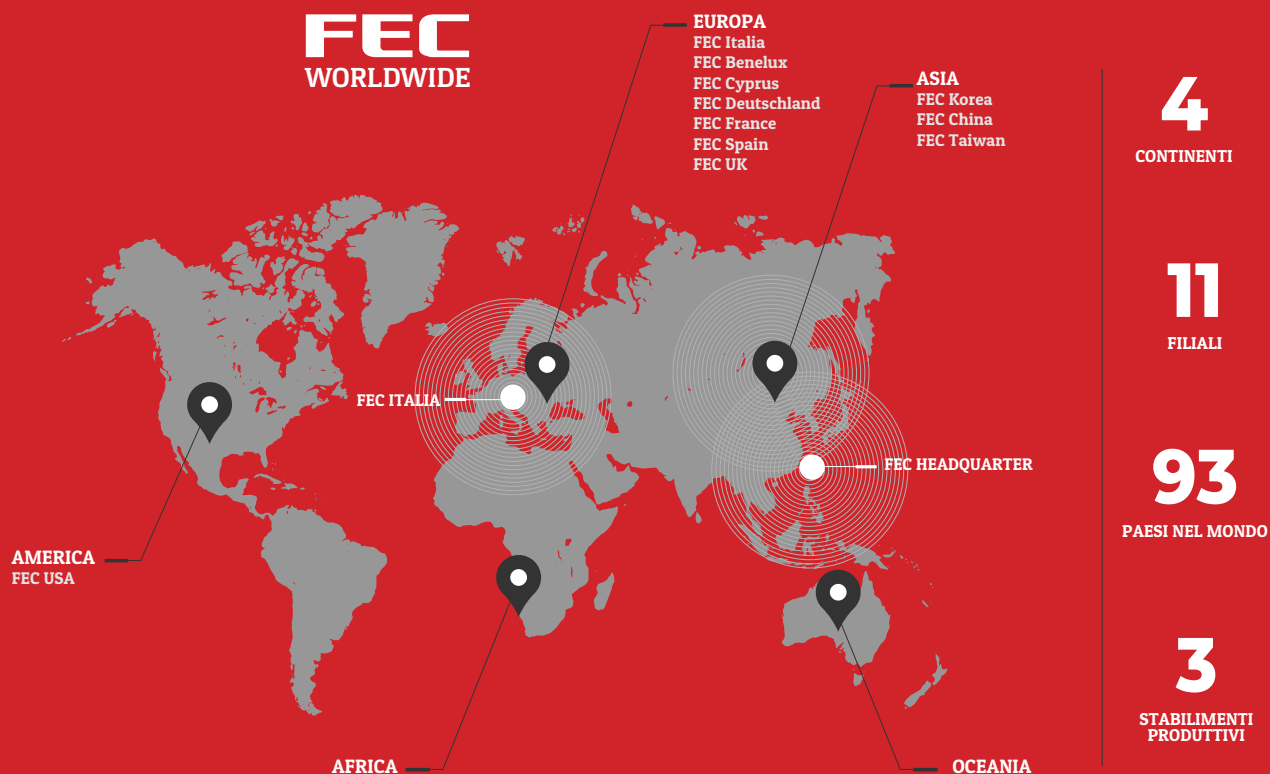 FEC
WORLDWIDE
EUROPA
FEC Italia
FEC Benelux
FEC Cyprus
FEC Deutschland
FEC France
FEC Spain
FEC UK
ASIA
FEC Korea
FEC China
FEC Taiwan
4
CONTINENTI
11
FILIALI
93
PAESI NEL MONDO
3
STABILIMENTI
PRODUTTIVI
FEC ITALIA
FEC HEADQUARTER
AMERICA
FEC USA
AFRICA
OCEANIA